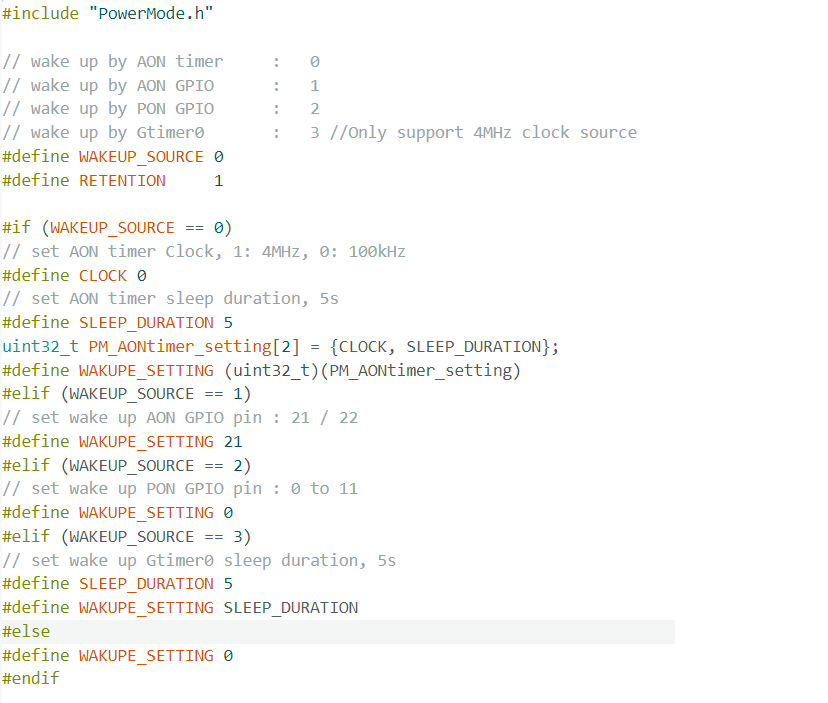 #include "PowerMode.h"
// wake up by AON timer     :   0
// wake up by AON GPIO      :   1
// wake up by PON GPIO      :   2
// wake up by Gtimer0       :   3 //Only support 4MHz clock source
#define WAKEUP_SOURCE 0
#define RETENTION     1
#if (WAKEUP_SOURCE == 0)
// set AON timer Clock, 1: 4MHz, 0: 100kHz
#define CLOCK 0
// set AON timer sleep duration, 5s
#define SLEEP_DURATION 5
uint32_t PM_AONtimer_setting[2] = {CLOCK, SLEEP_DURATION};
#define WAKUPE_SETTING (uint32_t)(PM_AONtimer_setting)
#elif (WAKEUP_SOURCE == 1)
// set wake up AON GPIO pin : 21 / 22
#define WAKUPE_SETTING 21
#elif (WAKEUP_SOURCE == 2)
// set wake up PON GPIO pin : 0 to 11
#define WAKUPE_SETTING 0
#elif (WAKEUP_SOURCE == 3)
// set wake up Gtimer0 sleep duration, 5s
#define SLEEP_DURATION 5
#define WAKUPE_SETTING SLEEP_DURATION
#else
#define WAKUPE_SETTING 0
#endif